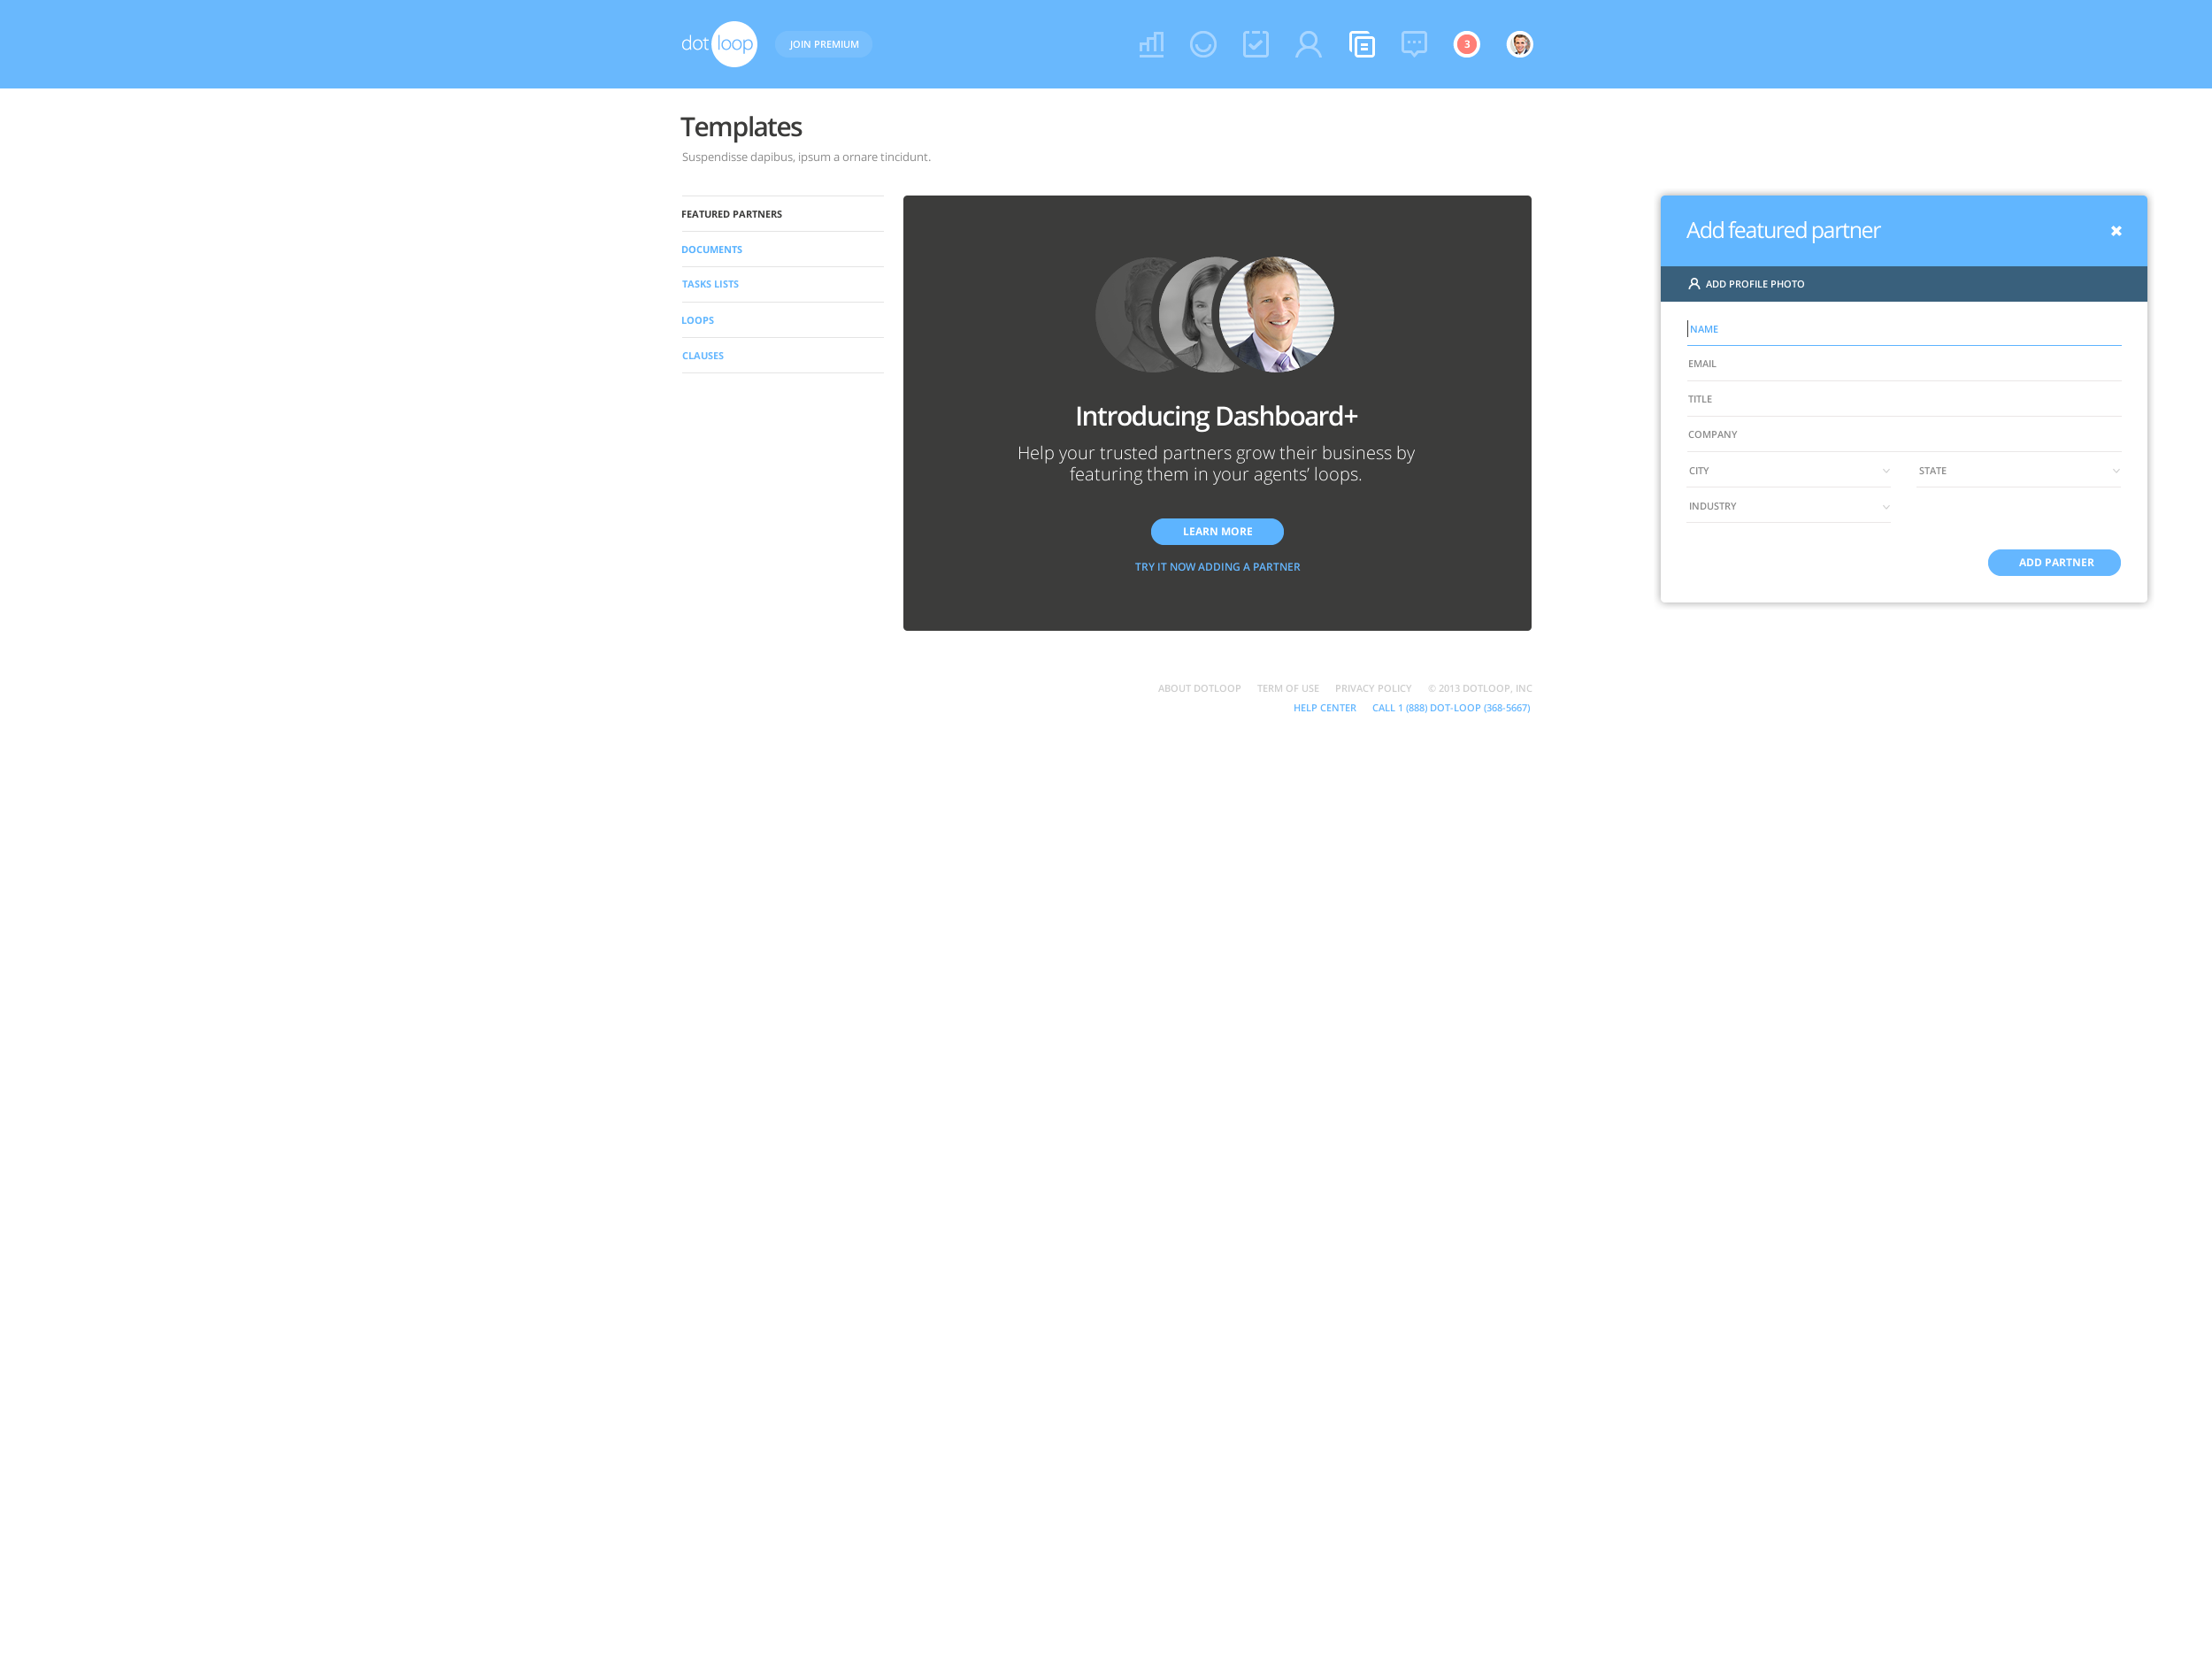 dot loop
JOIN PREMIUM
3
Templates
Suspendisse dapibus, ipsum a ornare tincidunt.
FEATURED PARTNERS
DOCUMENTS
TASKS LISTS
LOOPS
CLAUSES
Introducing Dashboard+
Help your trusted partners grow their business by
featuring them in your agents’ loops.
LEARN MORE
TRY IT NOW ADDING A PARTNER
Add featured partner
ADD PROFILE PHOTO
NAME
EMAIL
TITLE
COMPANY
CITY STATE
INDUSTRY
ADD PARTNER
ABOUT DOTLOOP TERM OF USE PRIVACY POLICY © 2013 DOTLOOP, INC
HELP CENTER CALL 1 (888) DOT-LOOP (368-5667)